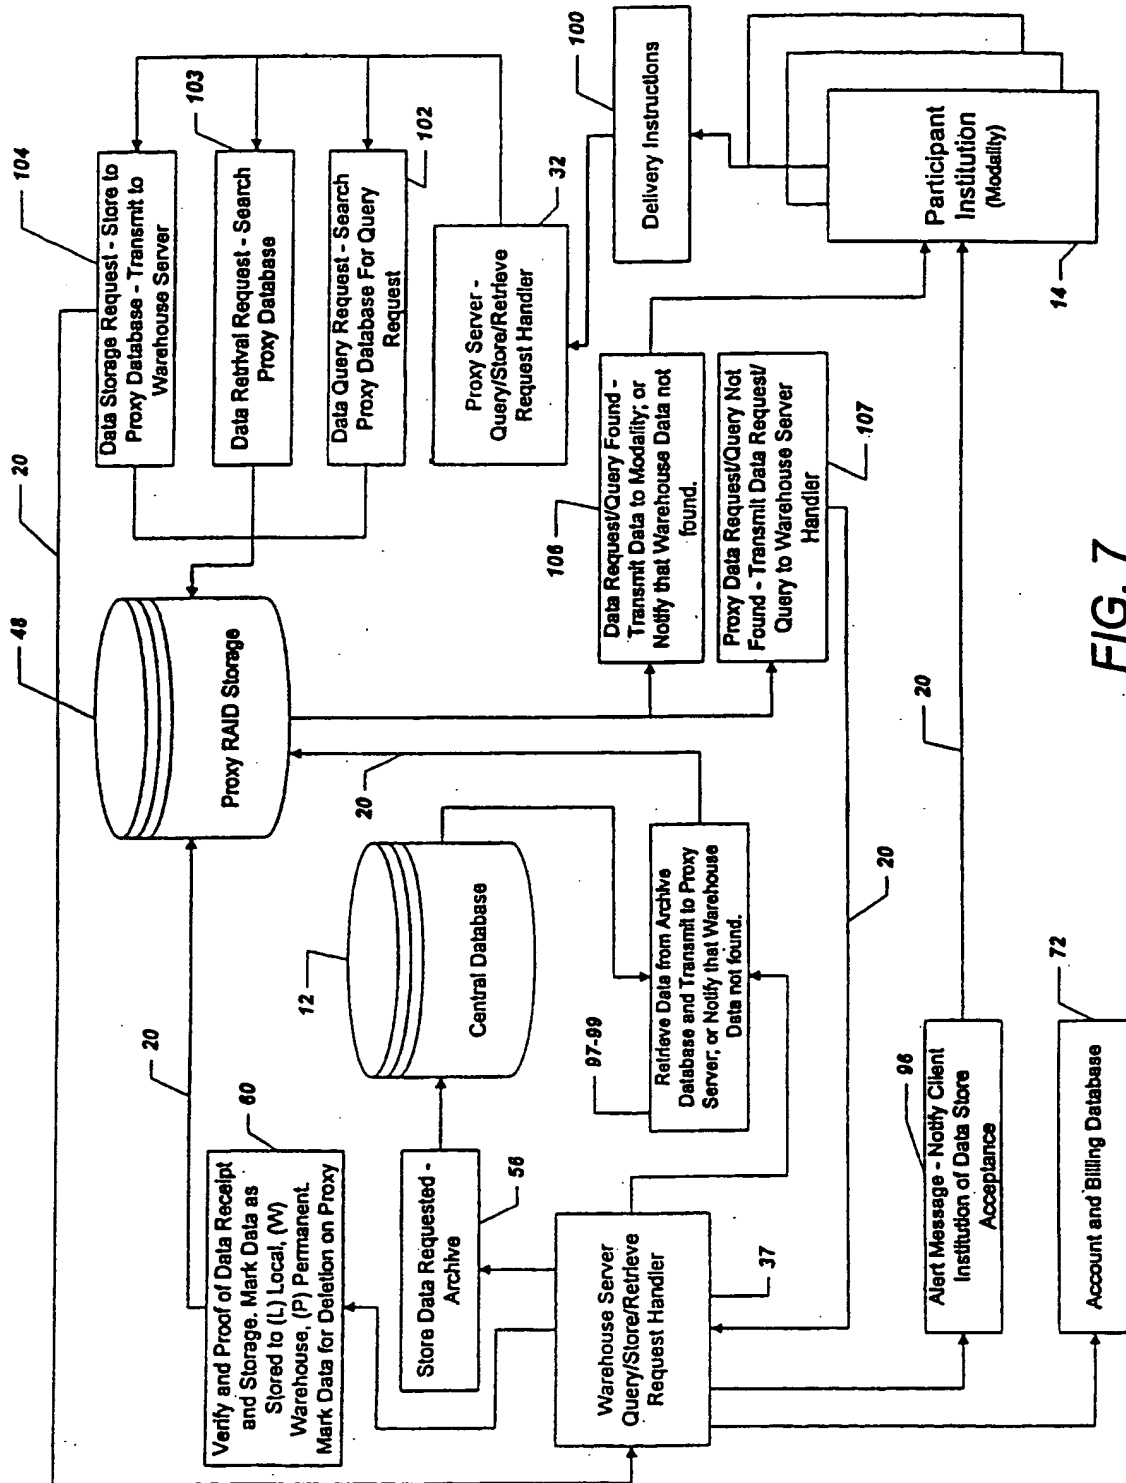 104
Data Storage Request - Store to
Proxy Database - Transmit to
Warehouse Server
103
Data Retrival Request - Search
Proxy Database
Data Query Request - Search
Proxy Database For Query
Request
102
Proxy Server -
Query/Store/Retrieve
Request Handler
32
100
Delivery Instructions
Participant
Institution
(Modality)
14
20
48
Proxy RAID Storage
106
Data Request/Query Found -
Transmit Data to Modality; or
Notify that Warehouse Data not
found.
Proxy Data Request/Query Not
Found - Transmit Data Request/
Query to Warehouse Server
Handler
107
20
12
Central Database
20
60
Verify and Proof of Data Receipt
and Storage. Mark Data as
Stored to (L) Local, (W)
Warehouse, (P) Permanent.
Mark Data for Deletion on Proxy
Store Data Requested -
Archive
56
97-99
Retrieve Data from Archive
Database and Transmit to Proxy
Server; or Notify that Warehouse
Data not found.
20
20
Warehouse Server
Query/Store/Retrieve
Request Handler
37
96
Alert Message - Notify Client
Institution of Data Store
Acceptance
72
Account and Billing Database
FIG. 7